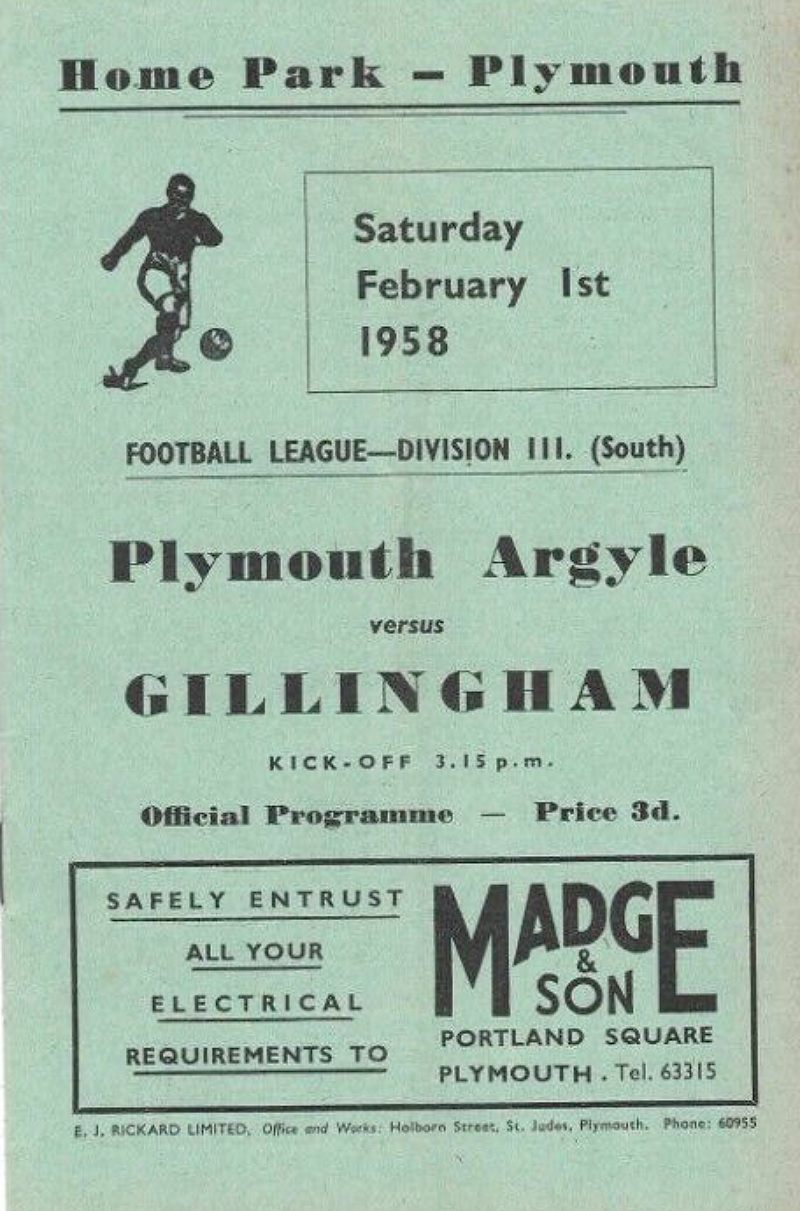 Home Park – Plymouth
Saturday
February 1st
1958
FOOTBALL LEAGUE—DIVISION III. (South)
Plymouth Argyle
versus
GILLINGHAM
KICK-OFF 3.15 p.m.
Official Programme — Price 3d.
SAFELY ENTRUST
ALL YOUR
ELECTRICAL
REQUIREMENTS TO
MADGE
&
SON
PORTLAND SQUARE
PLYMOUTH . Tel. 63315
E. J. RICKARD LIMITED, Office and Works: Holborn Street, St. Judes, Plymouth. Phone: 60955